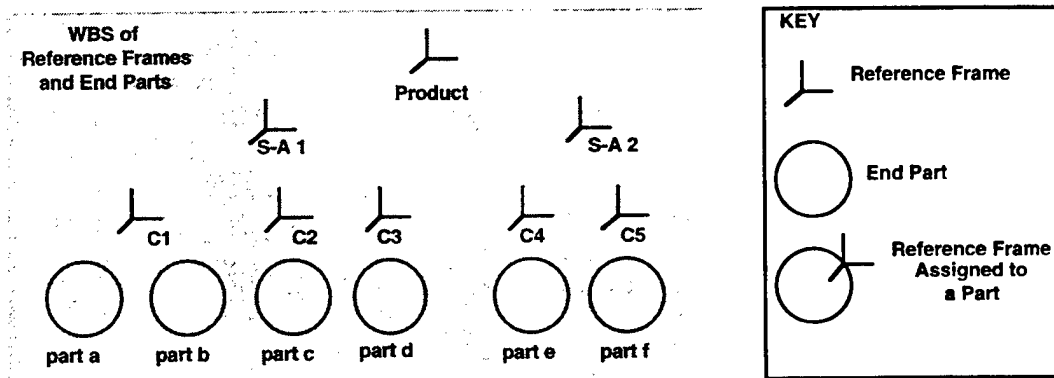 WBS of
Reference Frames
and End Parts
Product
S-A 1
S-A 2
C1
C2
C3
C4
C5
part a
part b
part c
part d
part e
part f
KEY
Reference Frame
End Part
Reference Frame
Assigned to
a Part